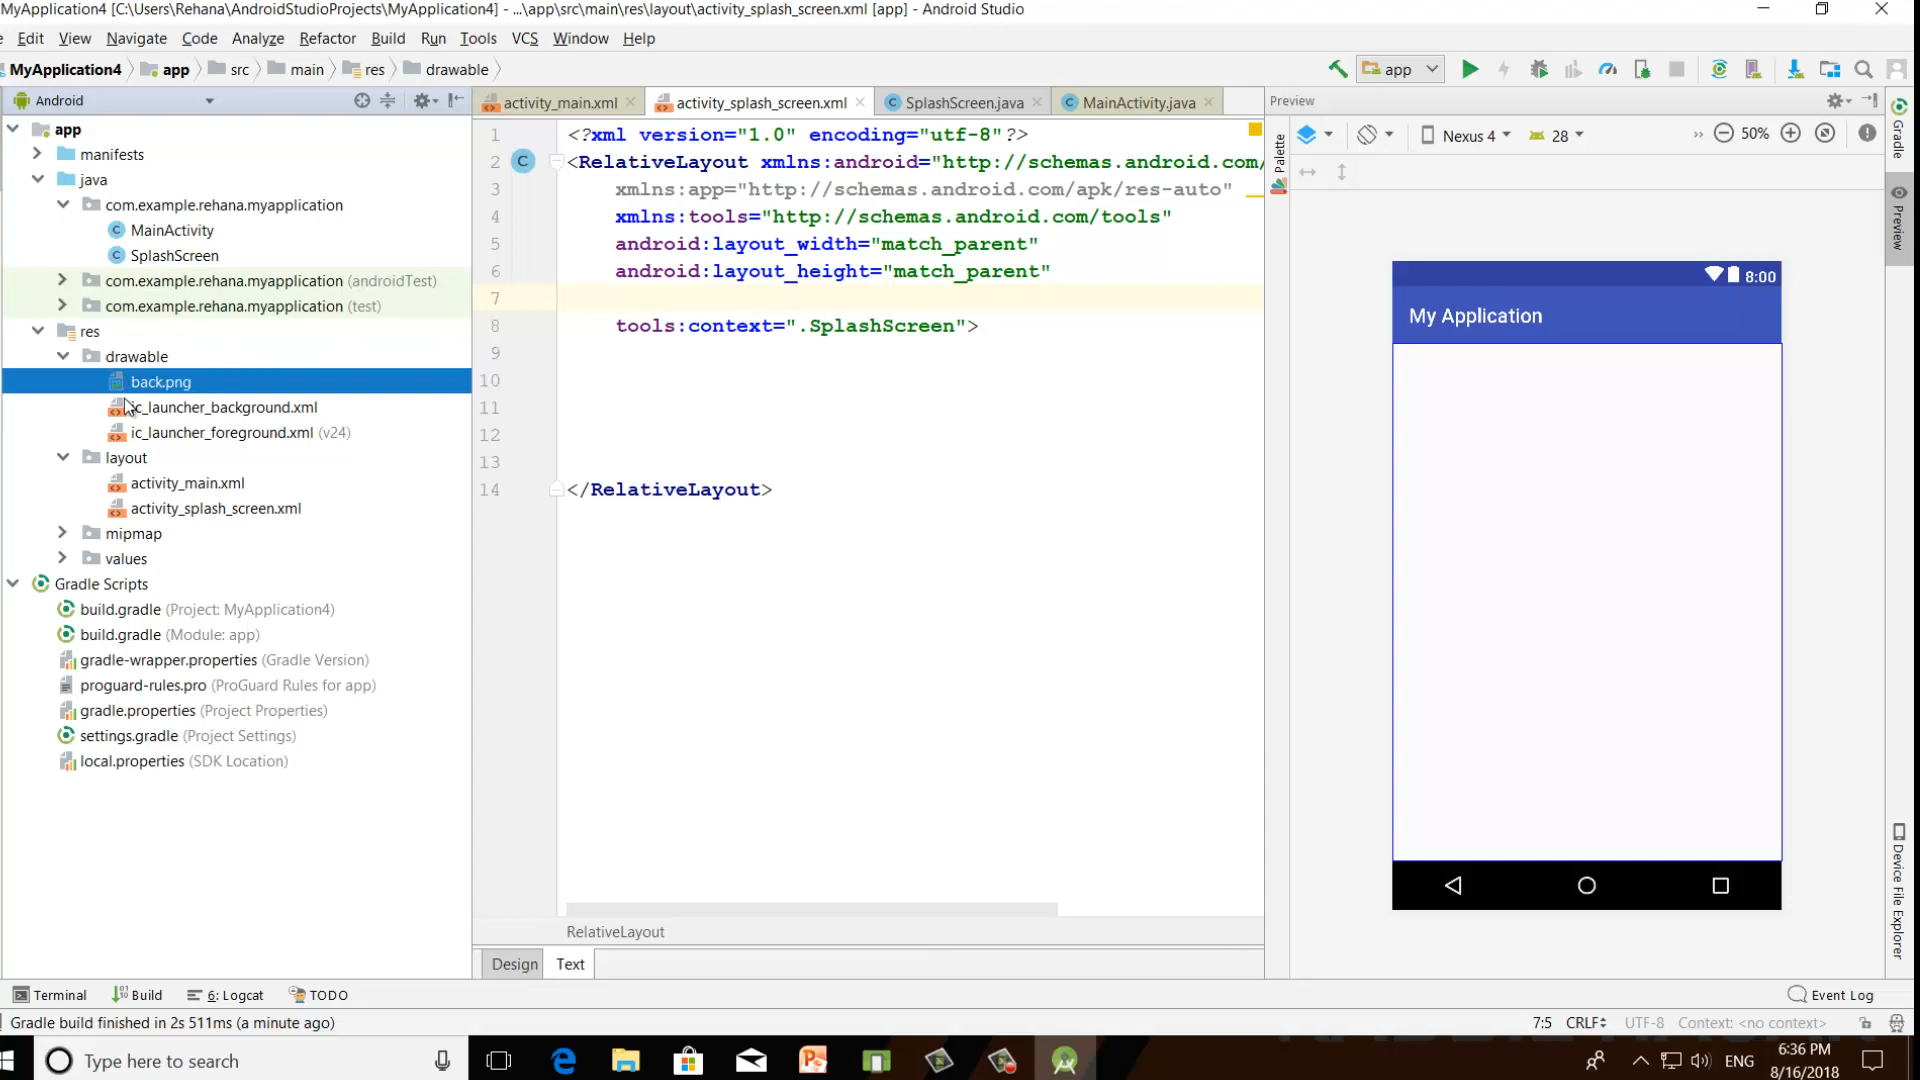 MyApplication4 [C:\Users\Rehana\AndroidStudioProjects\MyApplication4] - ...\app\src\main\res\layout\activity_splash_screen.xml [app] - Android Studio
Edit View Navigate Code Analyze Refactor Build Run Tools VCS Window Help
MyApplication4 app src main res drawable
app
Android
activity_main.xml activity_splash_screen.xml SplashScreen.java MainActivity.java
Preview
app
manifests
java
com.example.rehana.myapplication
MainActivity
SplashScreen
com.example.rehana.myapplication (androidTest)
com.example.rehana.myapplication (test)
res
drawable
back.png
ic_launcher_background.xml
ic_launcher_foreground.xml (v24)
layout
activity_main.xml
activity_splash_screen.xml
mipmap
values
Gradle Scripts
build.gradle (Project: MyApplication4)
build.gradle (Module: app)
gradle-wrapper.properties (Gradle Version)
proguard-rules.pro (ProGuard Rules for app)
gradle.properties (Project Properties)
settings.gradle (Project Settings)
local.properties (SDK Location)
1 <?xml version="1.0" encoding="utf-8"?>
2 <RelativeLayout xmlns:android="http://schemas.android.com/
3 xmlns:app="http://schemas.android.com/apk/res-auto"
4 xmlns:tools="http://schemas.android.com/tools"
5 android:layout_width="match_parent"
6 android:layout_height="match_parent"
7
8 tools:context=".SplashScreen">
9
10
11
12
13
14 </RelativeLayout>
RelativeLayout
Design Text
Palette
Nexus 4 28 50%
8:00
My Application
Gradle
Preview
Device File Explorer
Terminal Build 6: Logcat TODO Event Log
Gradle build finished in 2s 511ms (a minute ago) 7:5 CRLF UTF-8 Context: <no context>
Type here to search
ENG
6:36 PM
8/16/2018